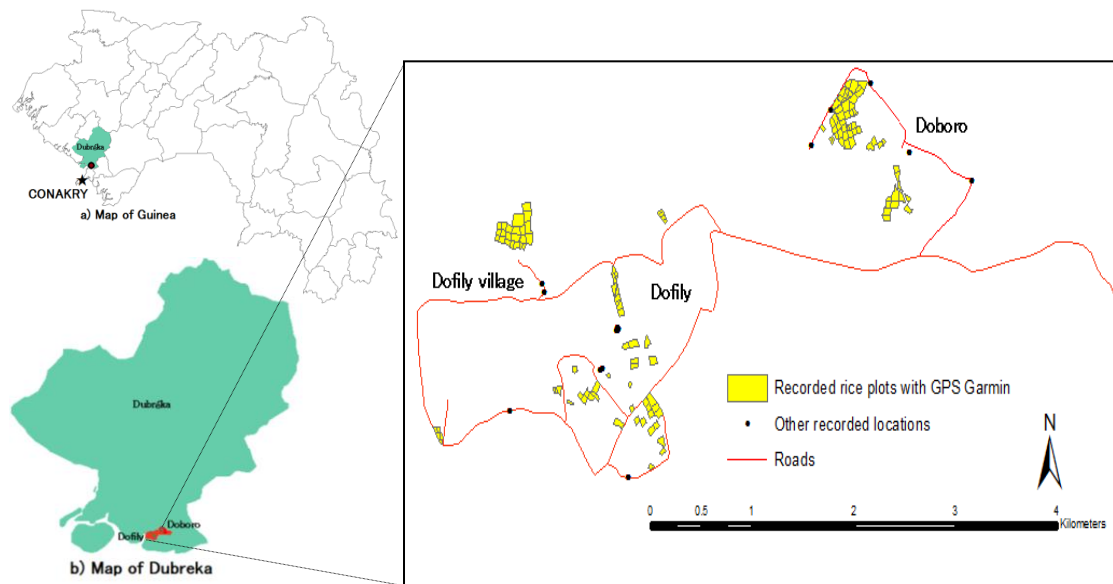 Dubréka
CONAKRY
a) Map of Guinea
Dubréka
Doboro
Dofily
b) Map of Dubreka
Doboro
Dofily village
Dofily
Recorded rice plots with GPS Garmin
Other recorded locations
Roads
N
0 0.5 1 2 3 4
Kilometers